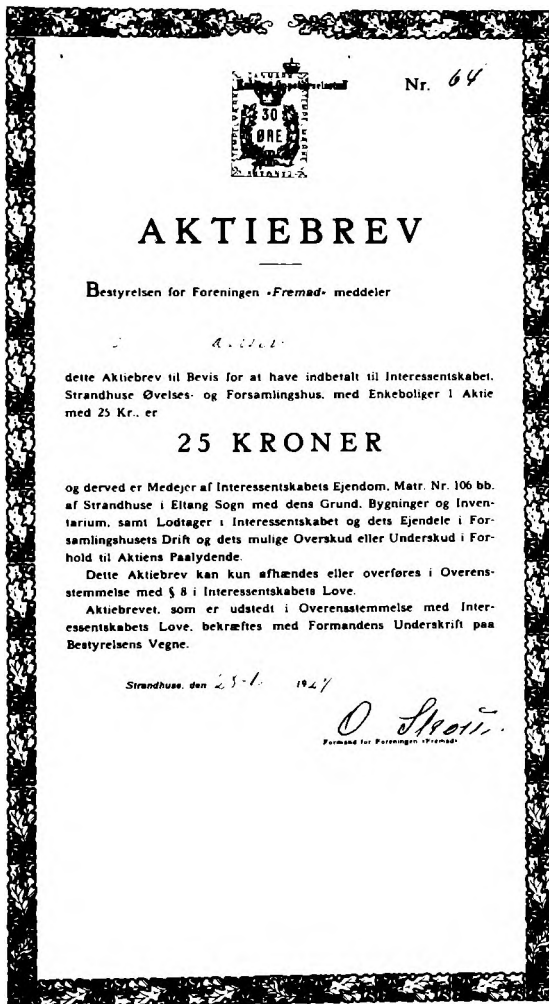 Nr. 64
DANMARK
STEMPELMÆRKE
30
ØRE
AKTIEBREV
Bestyrelsen for Foreningen »Fremad« meddeler
dette Aktiebrev til Bevis for at have indbetalt til Interessentskabet,
Strandhuse Øvelses- og Forsamlingshus, med Enkeboliger 1 Aktie
med 25 Kr., er
25 KRONER
og derved er Medejer af Interessentskabets Ejendom, Matr. Nr. 106 bb.
af Strandhuse i Eltang Sogn med dens Grund, Bygninger og Inven-
tarium, samt Lodtager i Interessentskabet og dets Ejendele i For-
samlingshusets Drift og dets mulige Overskud eller Underskud i For-
hold til Aktiens Paalydende.
Dette Aktiebrev kan kun afhændes eller overføres i Overens-
stemmelse med § 8 i Interessentskabets Love.
Aktiebrevet, som er udstedt i Overensstemmelse med Inter-
essentskabets Love, bekræftes med Formandens Underskrift paa
Bestyrelsens Vegne.
Strandhuse, den 192
O
Formand for Foreningen »Fremad«